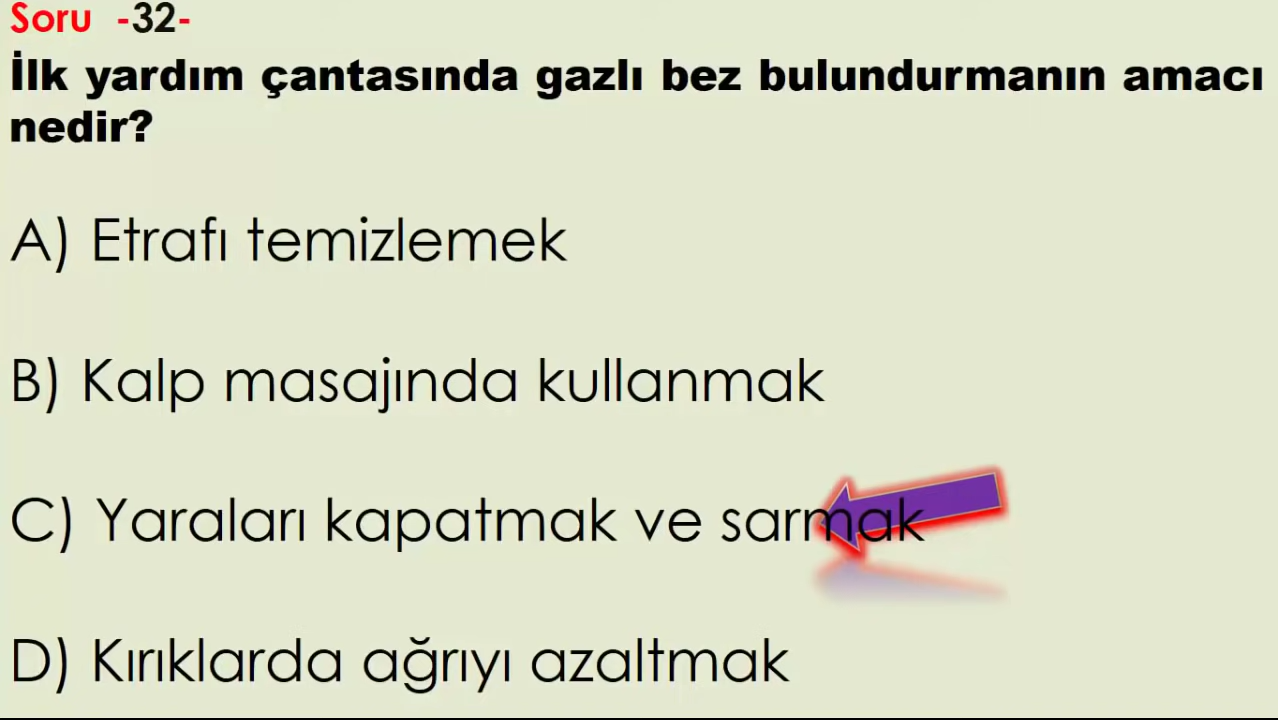 Soru -32-
İlk yardım çantasında gazlı bez bulundurmanın amacı
nedir?
A) Etrafı temizlemek
B) Kalp masajında kullanmak
C) Yaraları kapatmak ve sarmak
D) Kırıklarda ağrıyı azaltmak